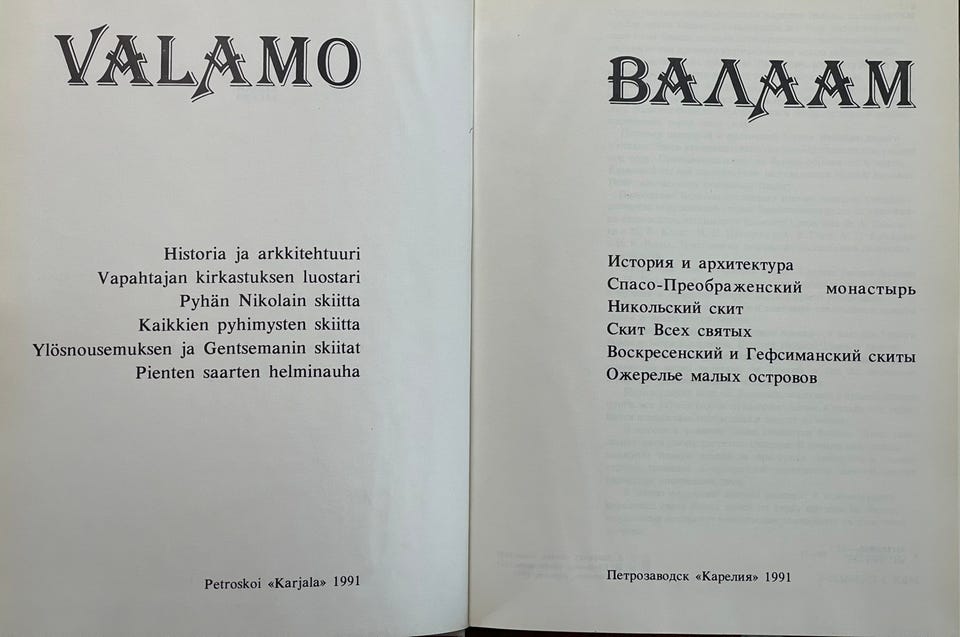 VALAMO
Historia ja arkkitehtuuri
Vapahtajan kirkastuksen luostari
Pyhän Nikolain skiitta
Kaikkien pyhimysten skiitta
Ylösnousemuksen ja Gentsemanin skiitat
Pienten saarten helminauha
Petroskoi «Karjala» 1991
ВАЛААМ
История и архитектура
Спасо-Преображенский монастырь
Никольский скит
Скит Всех святых
Воскресенский и Гефсиманский скиты
Ожерелье малых островов
Петрозаводск «Карелия» 1991